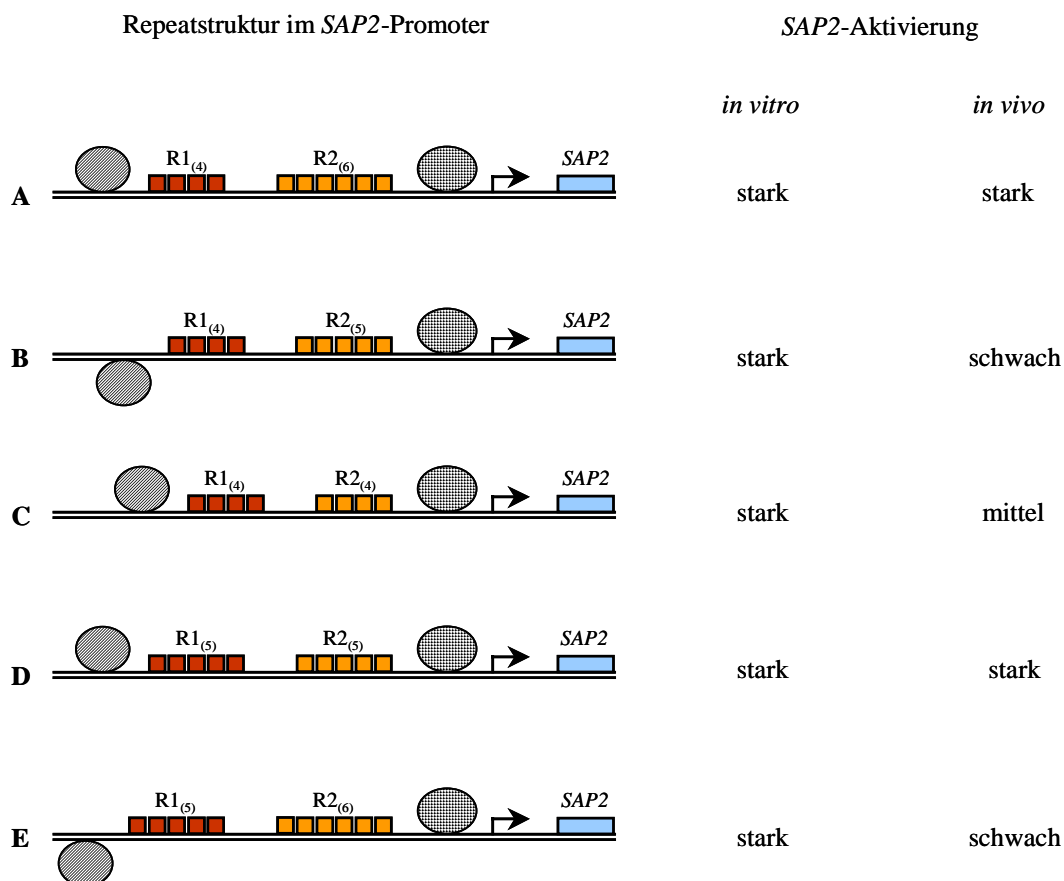 Repeatstruktur im SAP2-Promoter SAP2-Aktivierung
in vitro in vivo
R1(4) R2(6) SAP2
A stark stark
R1(4) R2(5) SAP2
B stark schwach
R1(4) R2(4) SAP2
C stark mittel
R1(5) R2(5) SAP2
D stark stark
R1(5) R2(6) SAP2
E stark schwach